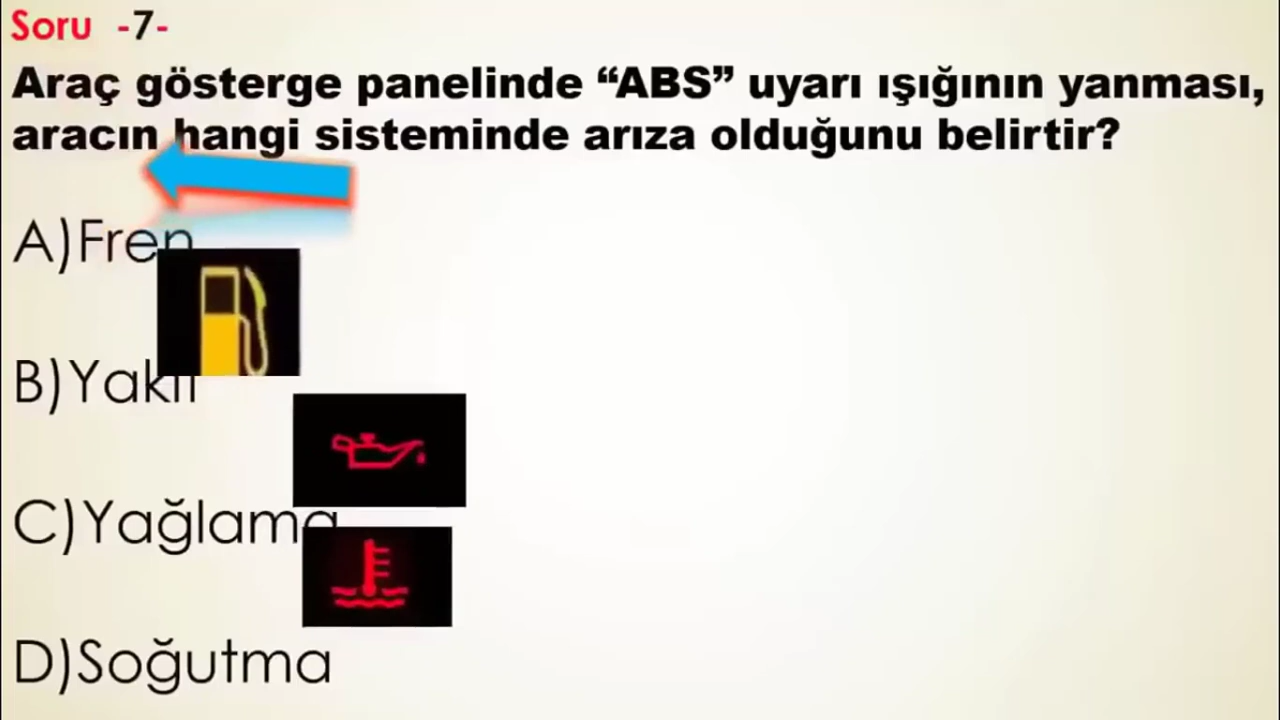 Soru -7-
Araç gösterge panelinde “ABS” uyarı ışığının yanması,
aracın hangi sisteminde arıza olduğunu belirtir?
A)Fren
B)Yakıt
C)Yağlama
D)Soğutma